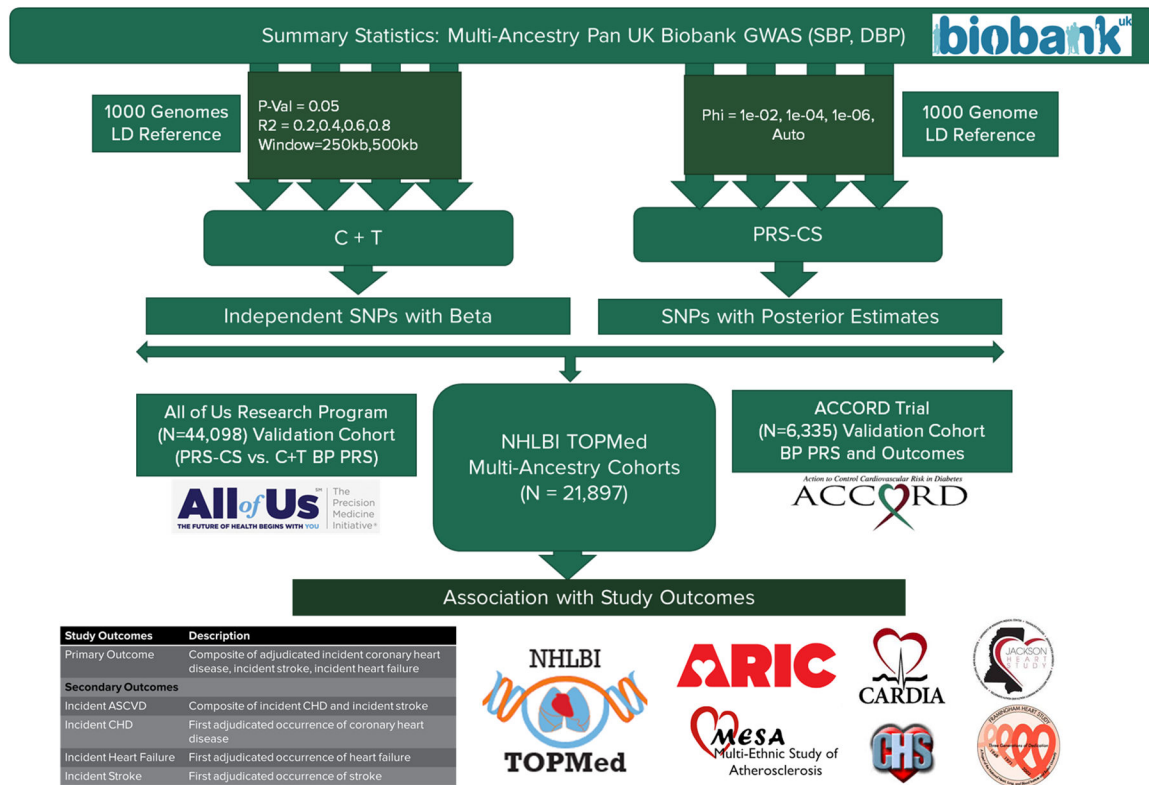 Summary Statistics: Multi-Ancestry Pan UK Biobank GWAS (SBP, DBP)
biobank uk
1000 Genomes
LD Reference
P-Val = 0.05
R2 = 0.2,0.4,0.6,0.8
Window=250kb,500kb
Phi = 1e-02, 1e-04, 1e-06,
Auto
1000 Genome
LD Reference
C + T
PRS-CS
Independent SNPs with Beta
SNPs with Posterior Estimates
All of Us Research Program
(N=44,098) Validation Cohort
(PRS-CS vs. C+T BP PRS)
All of Us SM
THE FUTURE OF HEALTH BEGINS WITH YOU
The
Precision
Medicine
Initiative®
NHLBI TOPMed
Multi-Ancestry Cohorts
(N = 21,897)
ACCORD Trial
(N=6,335) Validation Cohort
BP PRS and Outcomes
Action to Control Cardiovascular Risk in Diabetes
ACCORD
Association with Study Outcomes
Study Outcomes Description
Primary Outcome Composite of adjudicated incident coronary heart
disease, incident stroke, incident heart failure
Secondary Outcomes
Incident ASCVD Composite of incident CHD and incident stroke
Incident CHD First adjudicated occurrence of coronary heart
disease
Incident Heart Failure First adjudicated occurrence of heart failure
Incident Stroke First adjudicated occurrence of stroke
NHLBI
TOPMed
ARIC
MESA
Multi-Ethnic Study of
Atherosclerosis
CARDIA
CHS
JACKSON
HEART
STUDY
FRAMINGHAM HEART STUDY
Three Generations of Dedication